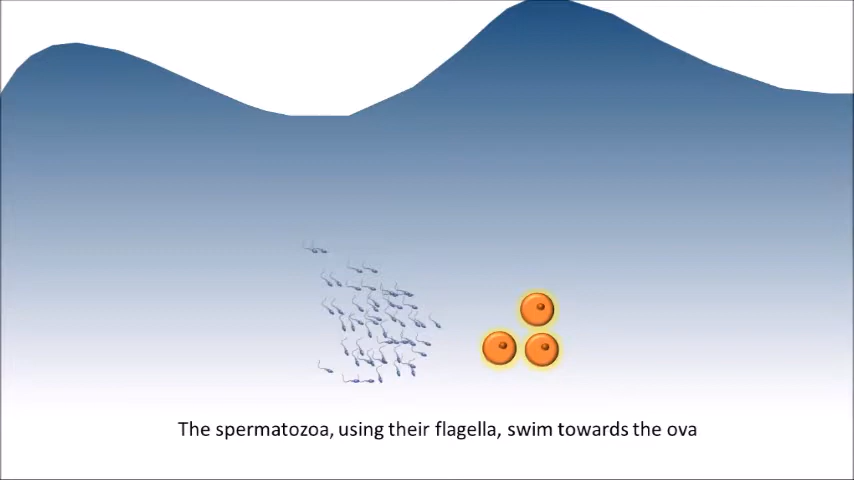 The spermatozoa, using their flagella, swim towards the ova